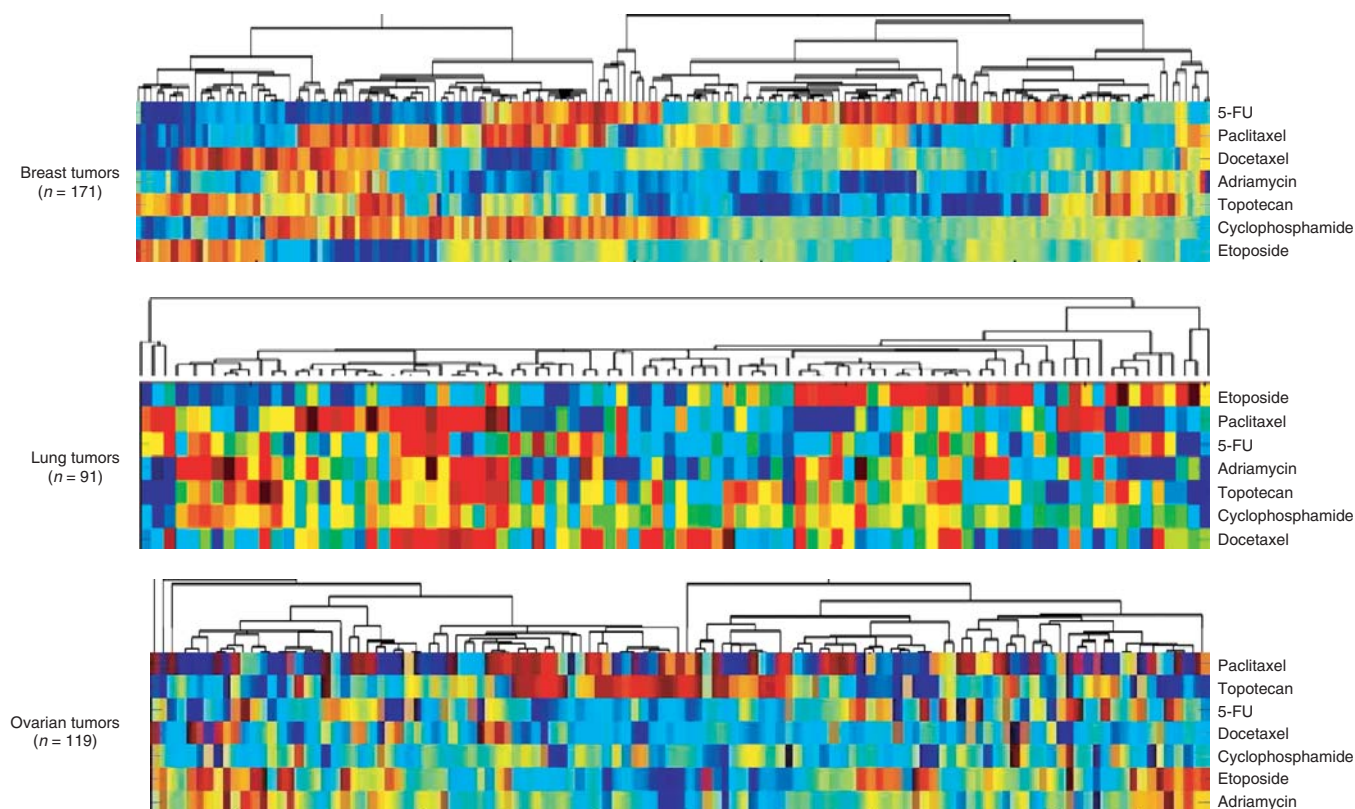 5-FU
Paclitaxel
Docetaxel
Breast tumors
(n = 171)
Adriamycin
Topotecan
Cyclophosphamide
Etoposide
Etoposide
Paclitaxel
5-FU
Lung tumors
(n = 91)
Adriamycin
Topotecan
Cyclophosphamide
Docetaxel
Paclitaxel
Topotecan
5-FU
Ovarian tumors
(n = 119)
Docetaxel
Cyclophosphamide
Etoposide
Adriamycin